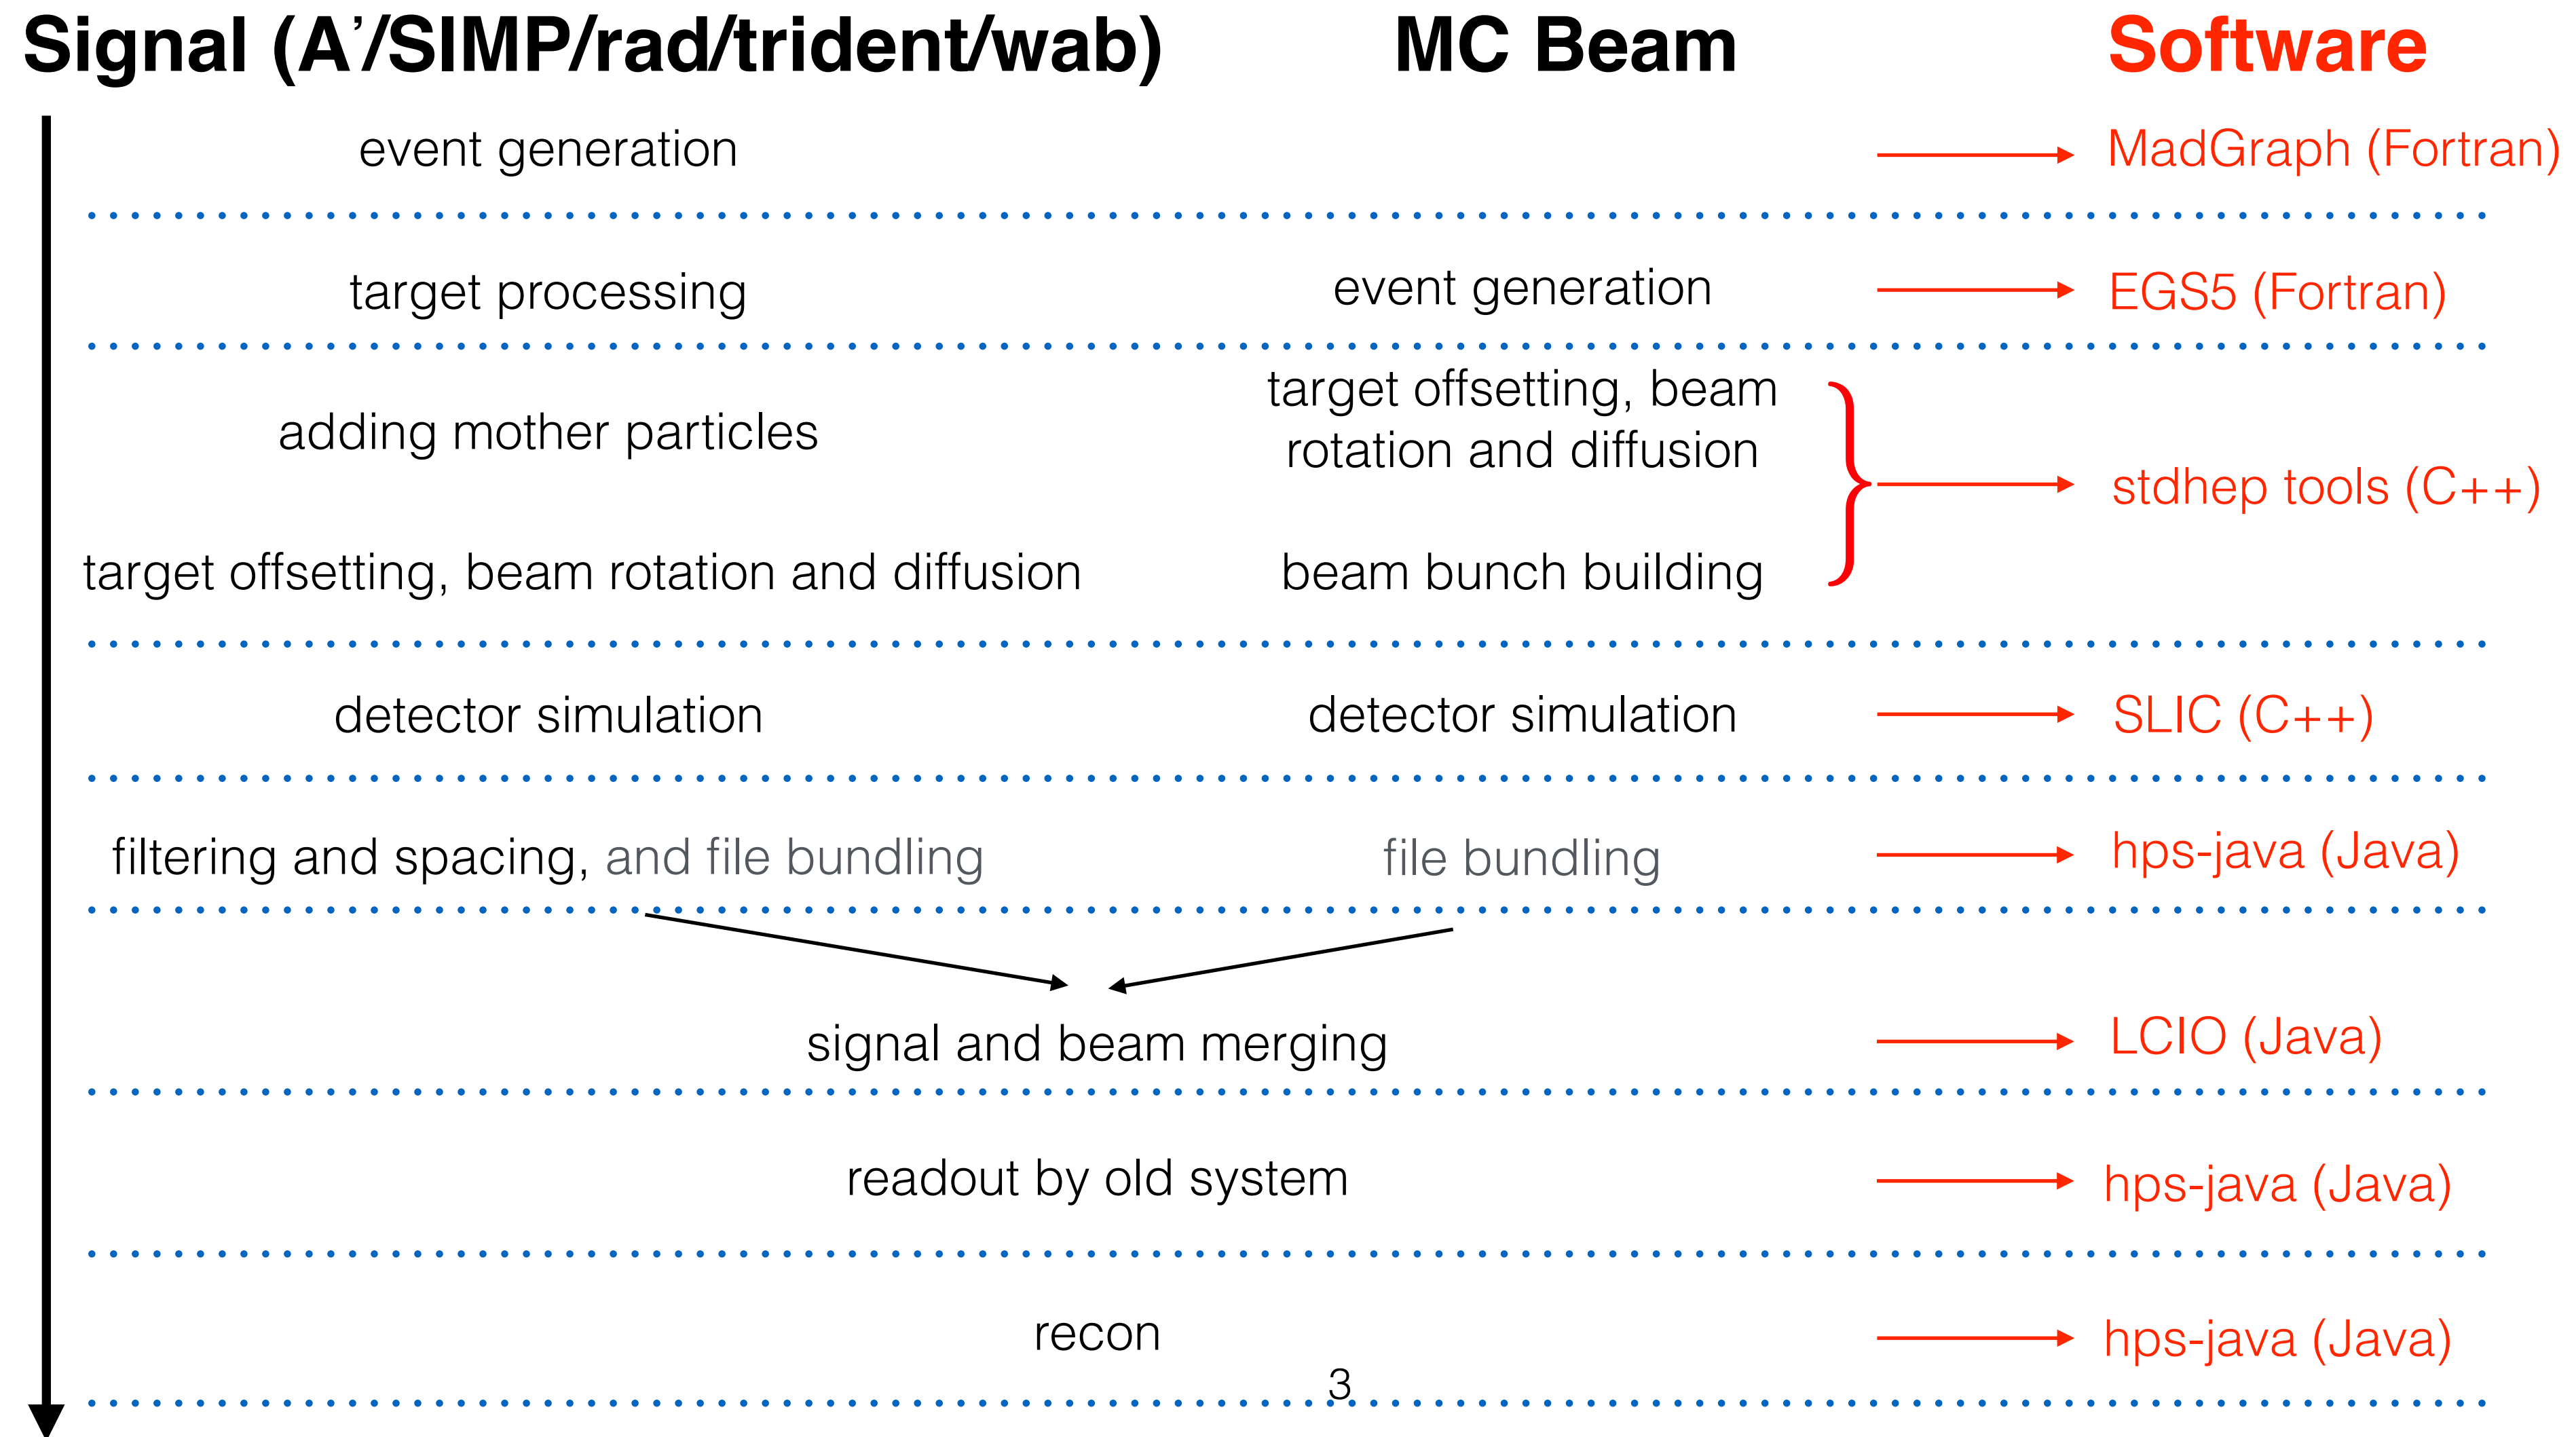 Signal (A’/SIMP/rad/trident/wab) MC Beam Software
event generation MadGraph (Fortran)
target processing event generation EGS5 (Fortran)
adding mother particles
target offsetting, beam
rotation and diffusion
stdhep tools (C++)
target offsetting, beam rotation and diffusion beam bunch building
detector simulation detector simulation SLIC (C++)
filtering and spacing, and file bundling file bundling hps-java (Java)
signal and beam merging LCIO (Java)
readout by old system hps-java (Java)
recon hps-java (Java)
3